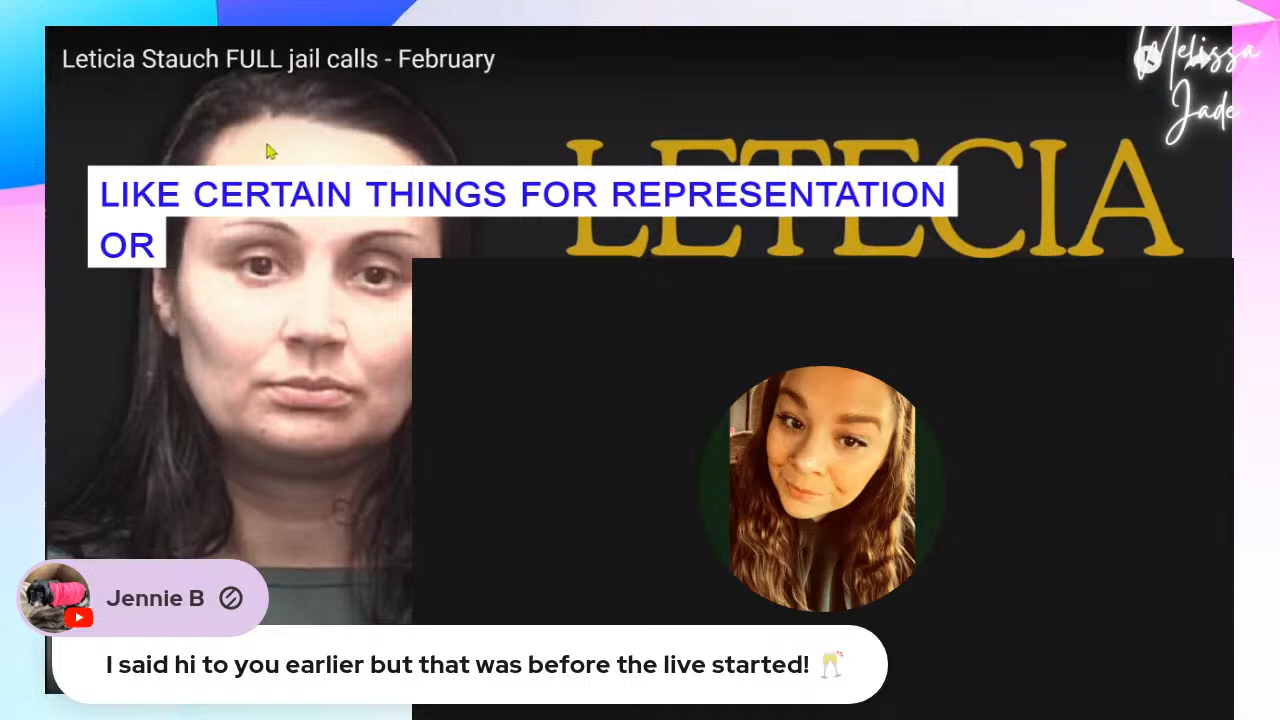 Leticia Stauch FULL jail calls - February
Melissa
Jade
LETECIA
LIKE CERTAIN THINGS FOR REPRESENTATION
OR
Jennie B
I said hi to you earlier but that was before the live started! 🥂